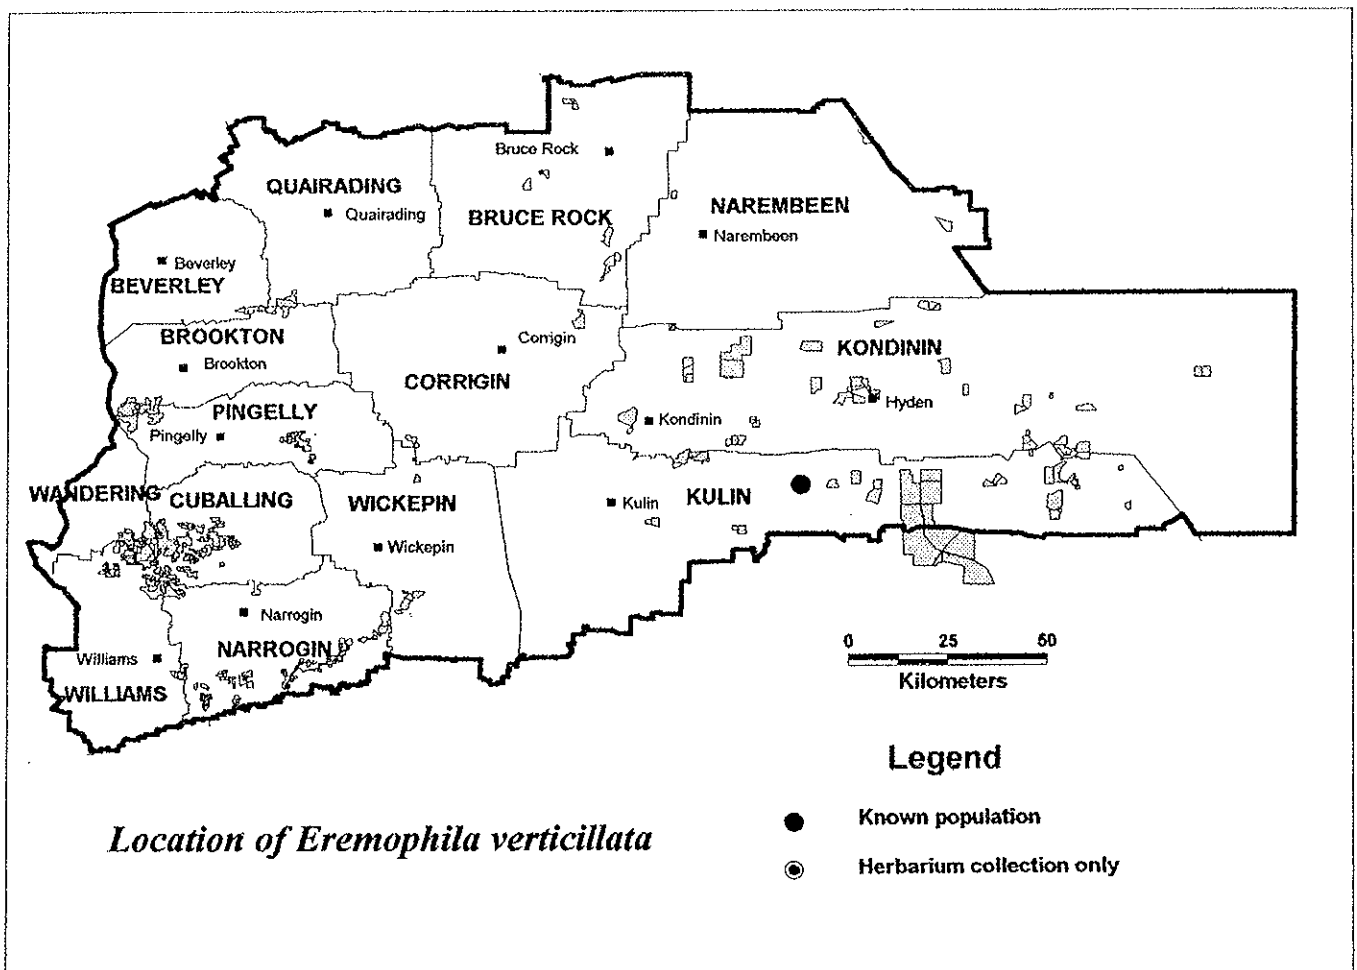 Bruce Rock
QUAIRADING
Quairading
BRUCE ROCK
NAREMBEEN
Narembeen
Beverley
BEVERLEY
BROOKTON
Brookton
Corrigin
CORRIGIN
KONDININ
Hyden
Kondinin
PINGELLY
Pingelly
WANDERING
CUBALLING
WICKEPIN
Wickepin
Kulin
KULIN
Narrogin
NARROGIN
Williams
WILLIAMS
0 25 50
Kilometers
Legend
Known population
Herbarium collection only
Location of Eremophila verticillata